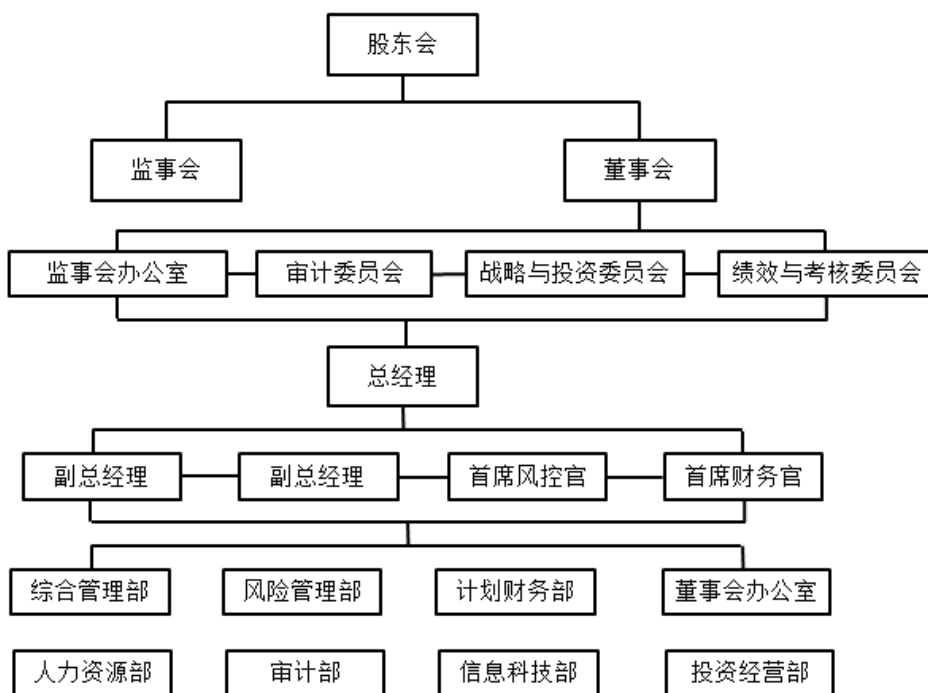 股东会
监事会
董事会
监事会办公室
审计委员会
战略与投资委员会
绩效与考核委员会
总经理
副总经理
副总经理
首席风控官
首席财务官
综合管理部
风险管理部
计划财务部
董事会办公室
人力资源部
审计部
信息科技部
投资经营部